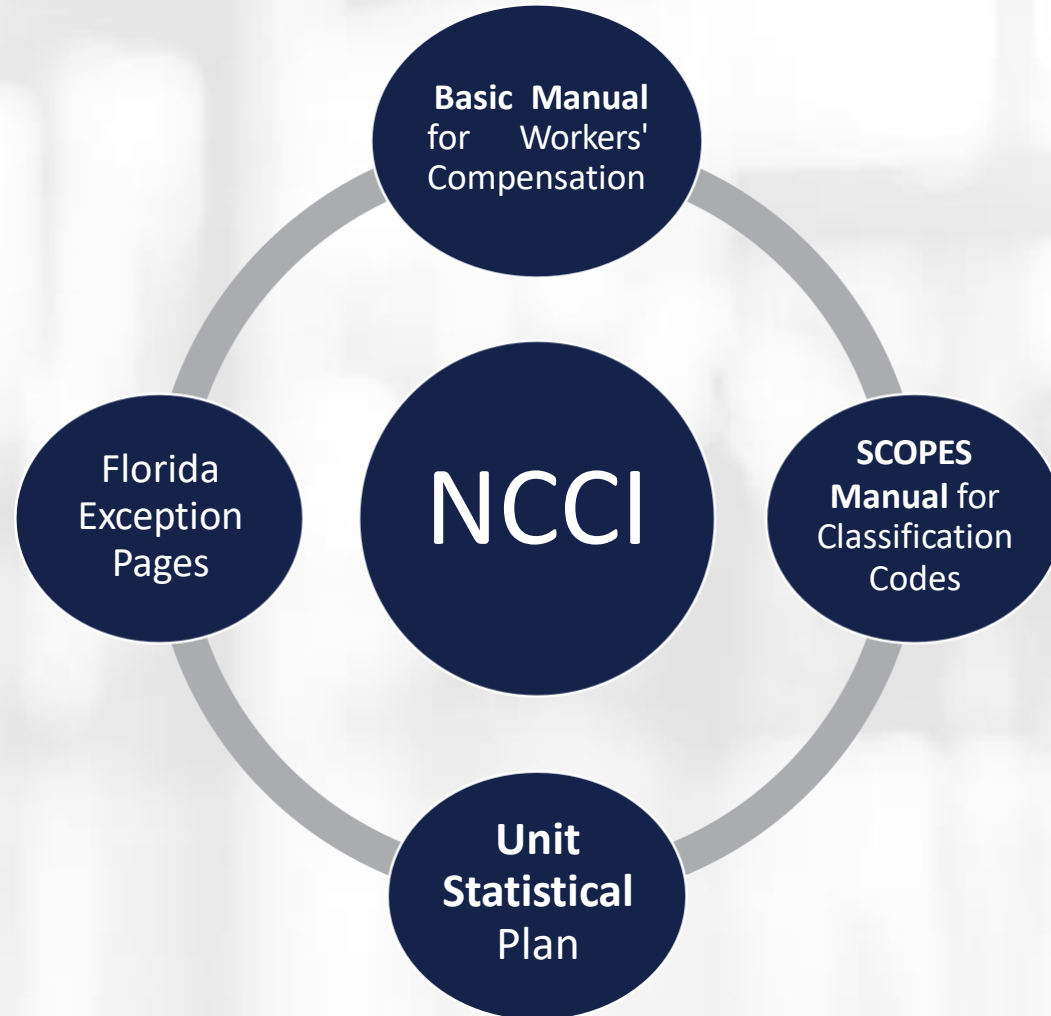 Basic Manual
for Workers'
Compensation
Florida
Exception
Pages
NCCI
SCOPES
Manual for
Classification
Codes
Unit
Statistical
Plan